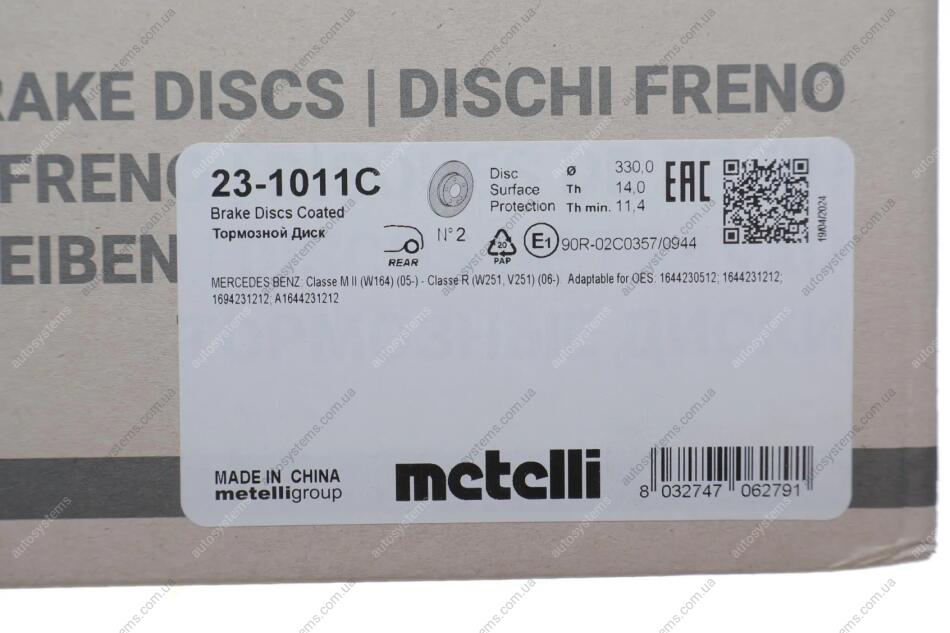 RAKE DISCS | DISCHI FRENO
FRENO
EIBEN
23-1011C
Brake Discs Coated
Тормозной Диск
Disc
Surface
Protection
Ø 330,0
Th 14,0
Th min. 11,4
EAC
19/04/2024
REAR
N° 2
20
PAP
E1 90R-02C0357/0944
MERCEDES BENZ: Classe M II (W164) (05-) - Classe R (W251, V251) (06-). Adaptable for OES: 1644230512; 1644231212;
1694231212; A1644231212
MADE IN CHINA
metelligroup
metelli
8 032747 062791
autosystems.com.ua